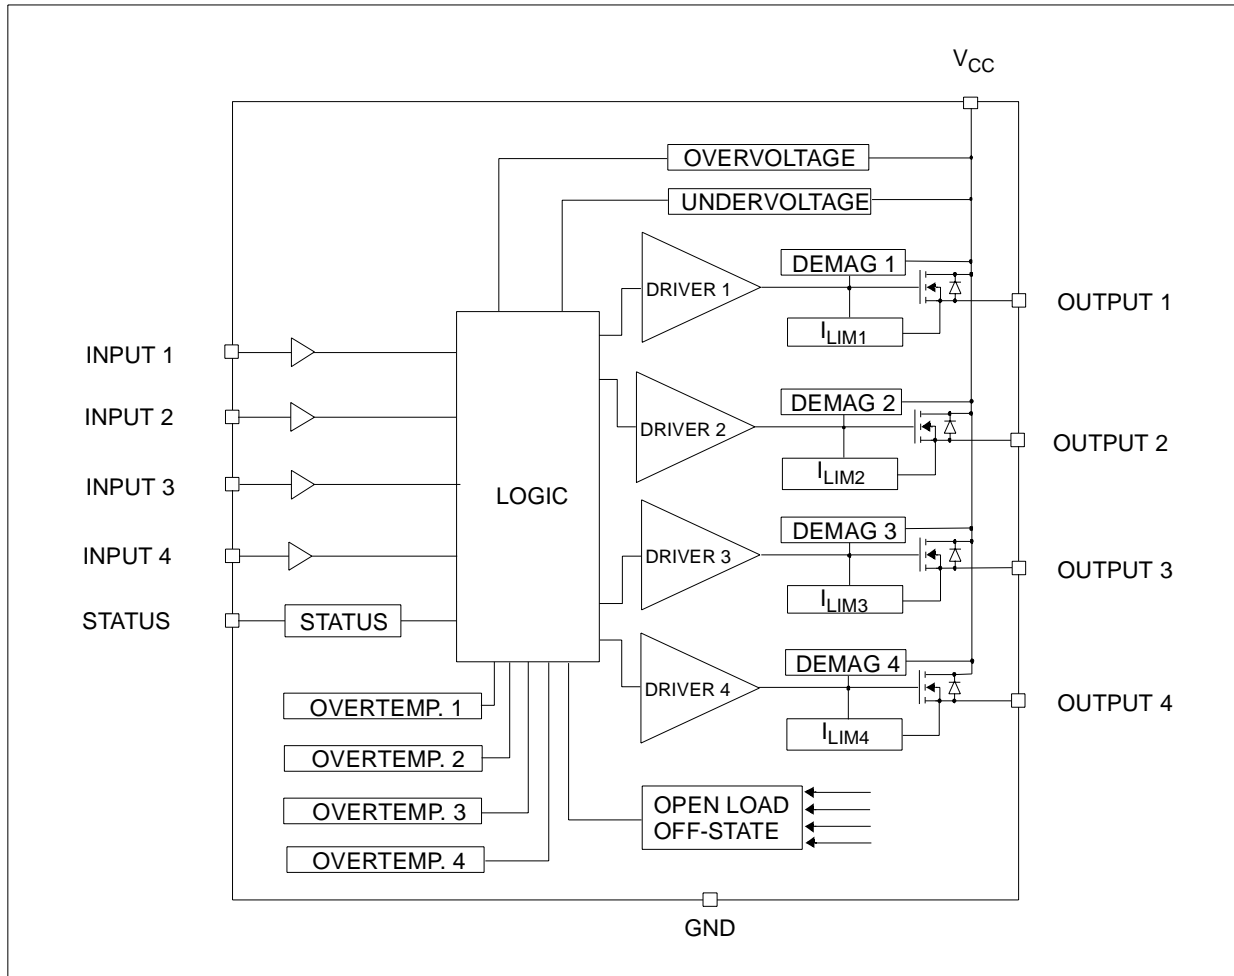 VCC
OVERVOLTAGE
UNDERVOLTAGE
DRIVER 1
DEMAG 1
ILIM1
OUTPUT 1
INPUT 1
INPUT 2
INPUT 3
INPUT 4
STATUS
STATUS
LOGIC
DRIVER 2
DEMAG 2
ILIM2
OUTPUT 2
DRIVER 3
DEMAG 3
ILIM3
OUTPUT 3
DRIVER 4
DEMAG 4
ILIM4
OUTPUT 4
OVERTEMP. 1
OVERTEMP. 2
OVERTEMP. 3
OVERTEMP. 4
OPEN LOAD
OFF-STATE
GND